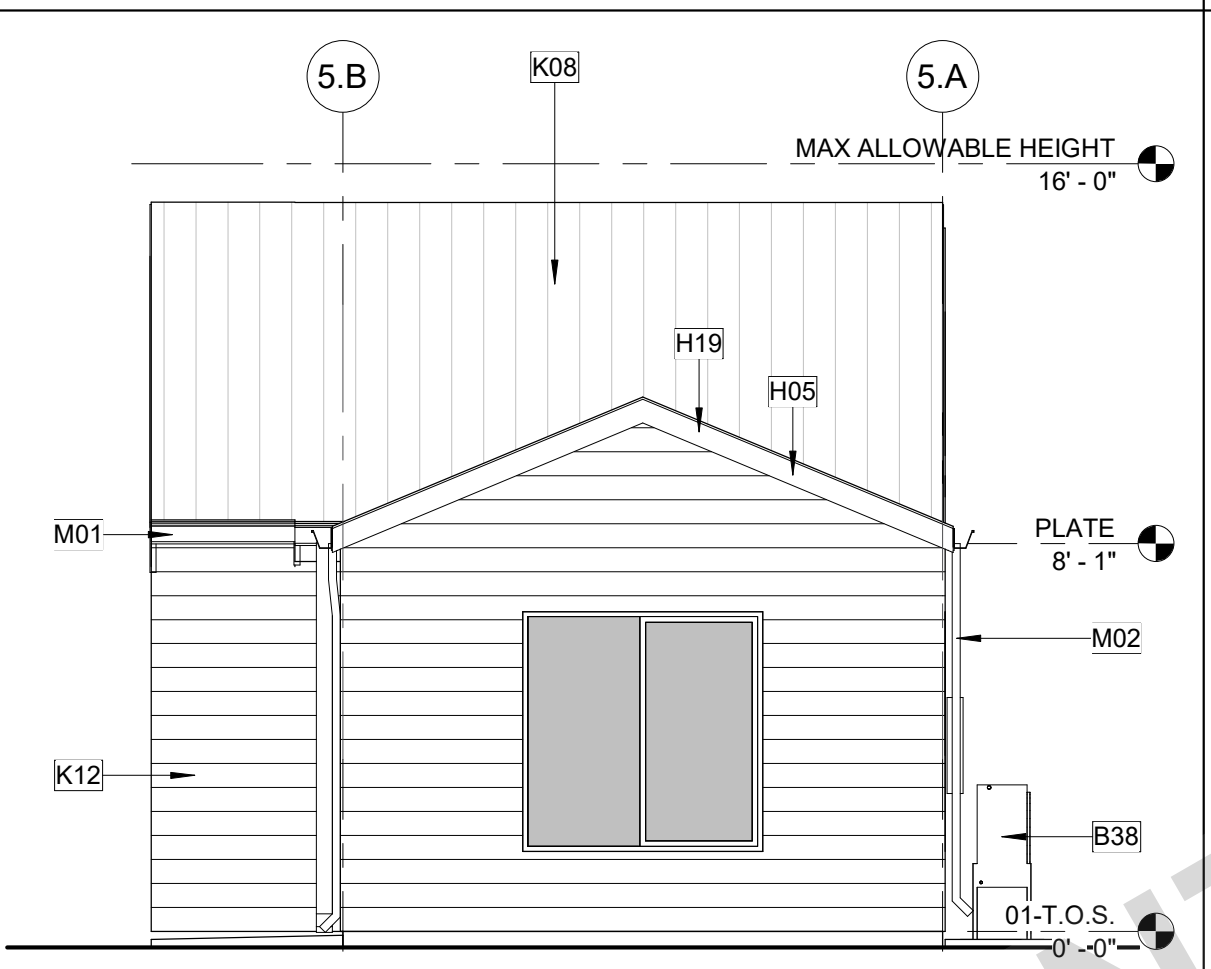 5.B
K08
5.A
MAX ALLOWABLE HEIGHT
16' - 0"
H19
H05
M01
PLATE
8' - 1"
M02
K12
B38
01-T.O.S.
0' - 0"